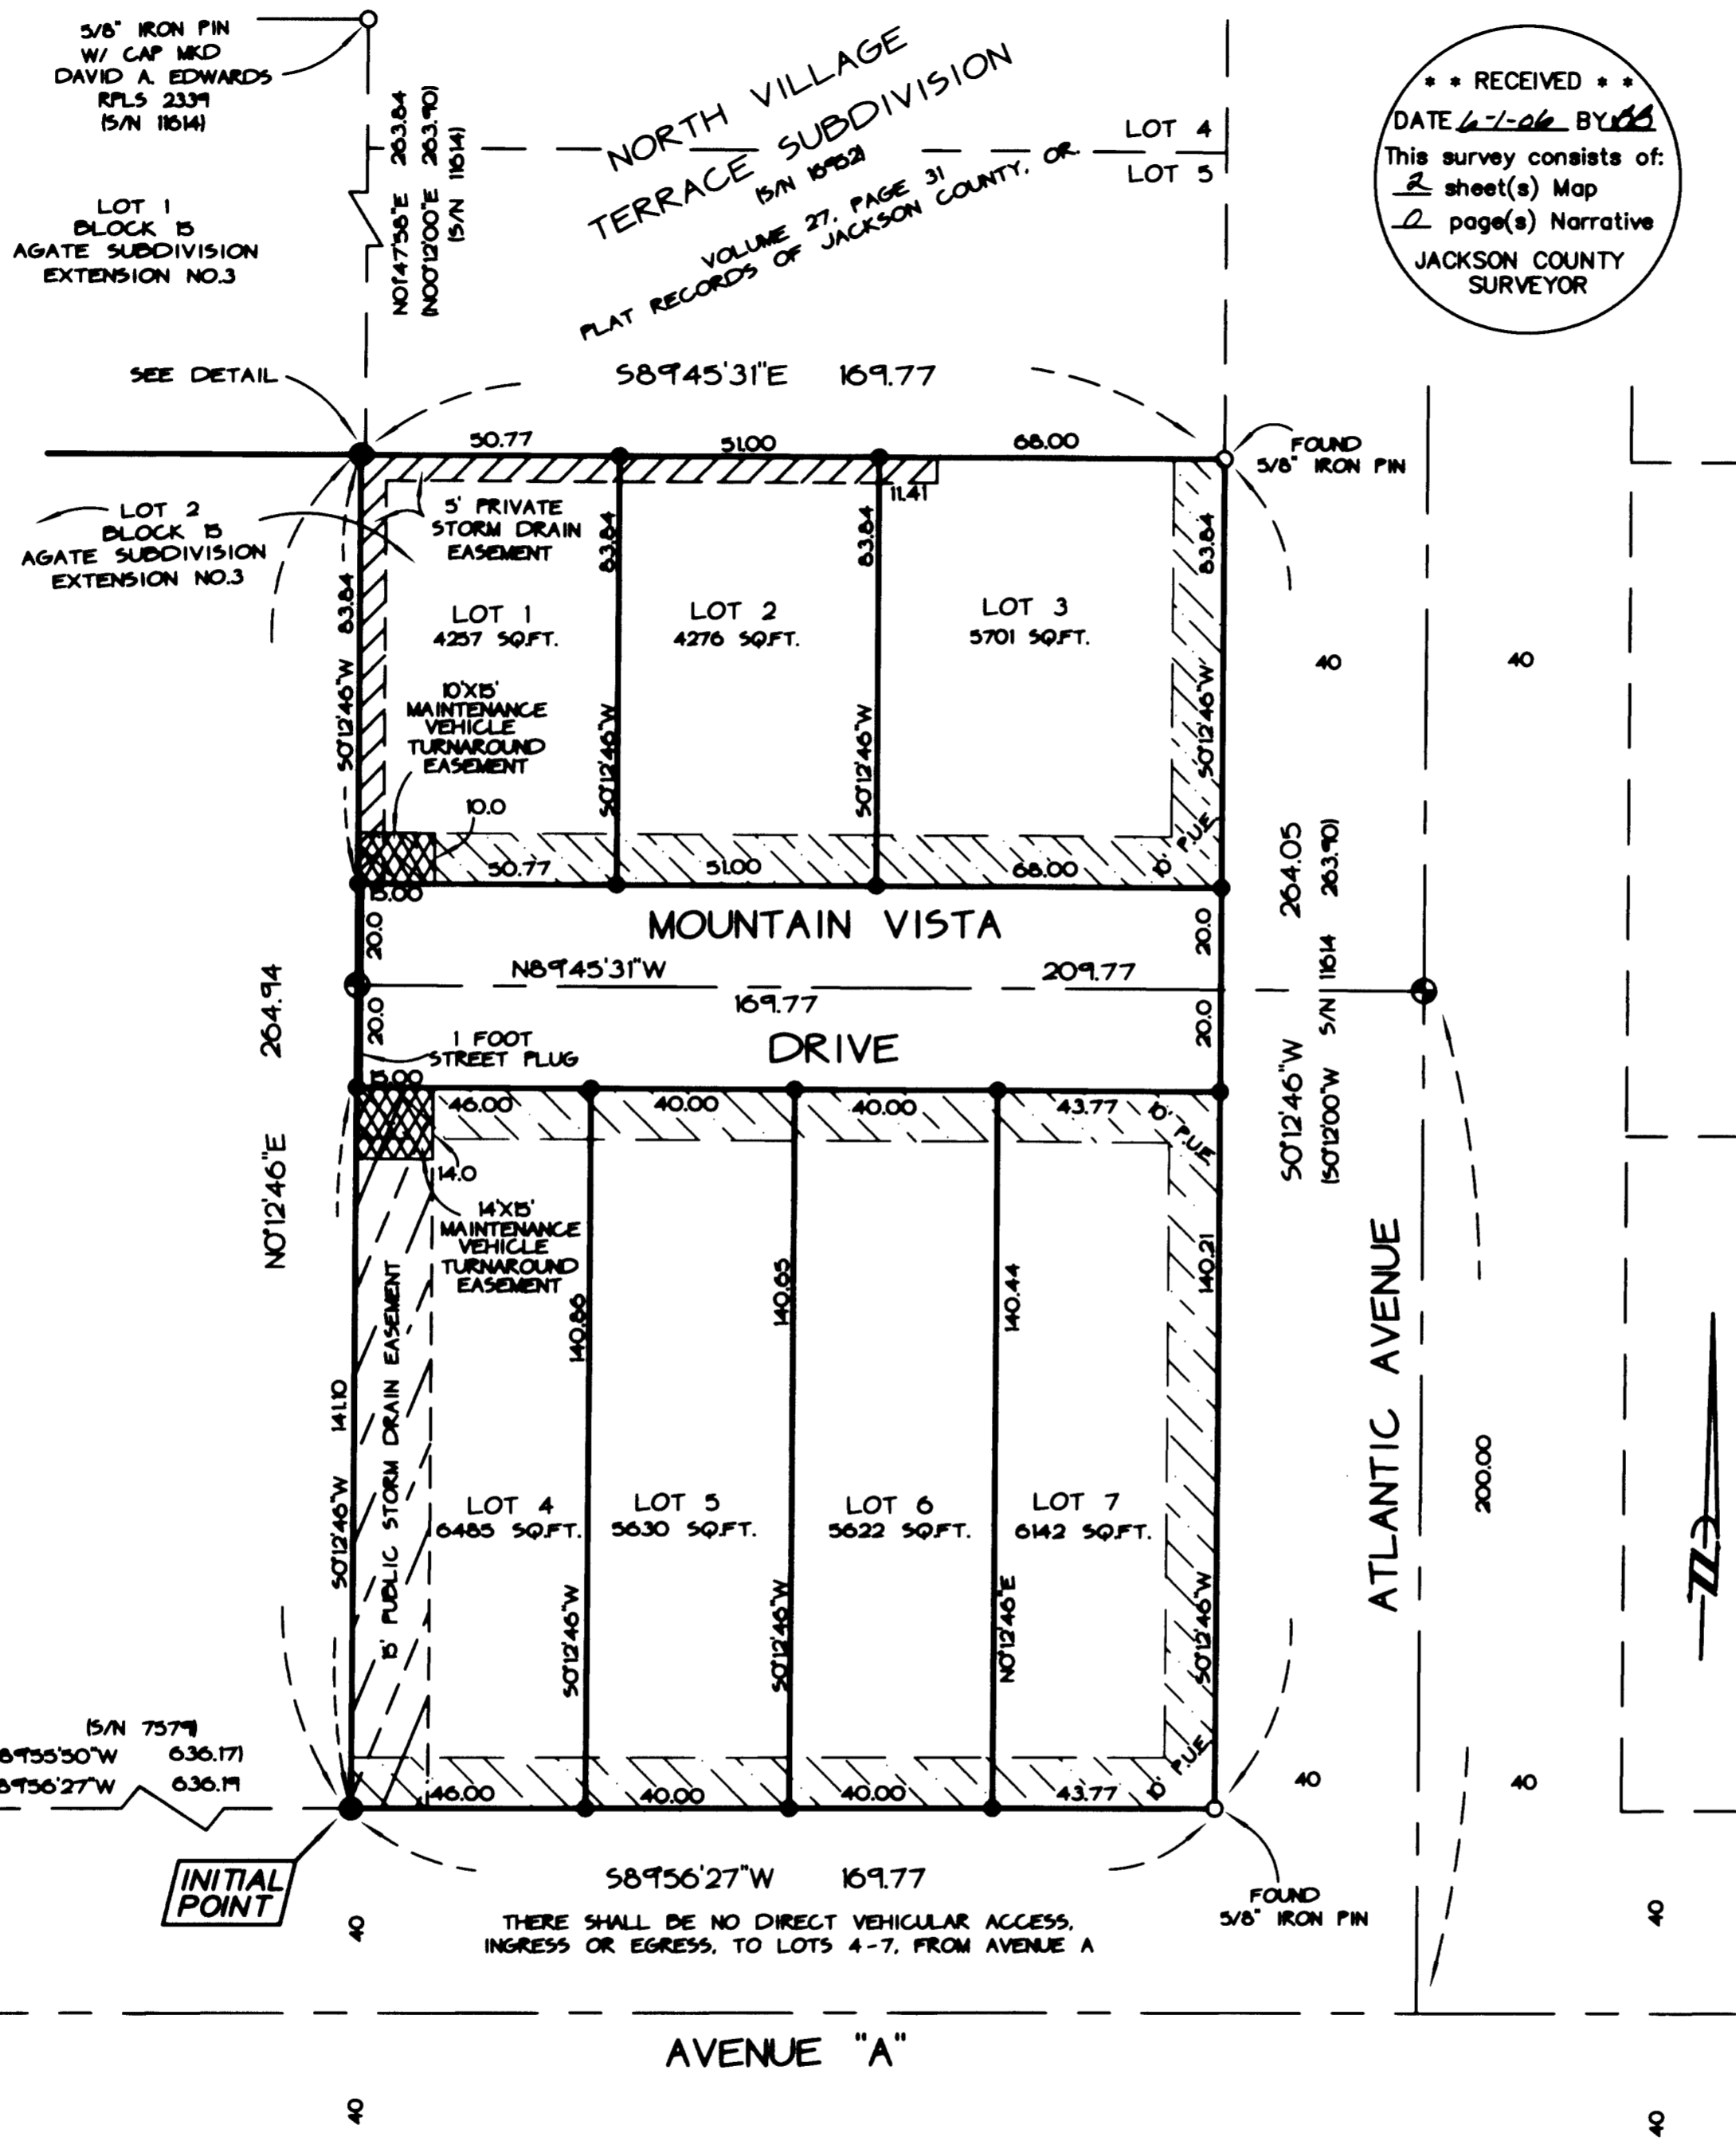 5/8" IRON PIN
W/ CAP MKD
DAVID A. EDWARDS
RPLS 2339
(S/N 11614)
N01°47'58"E 263.84
(N00°12'00"E 263.90)
(S/N 11614)
NORTH VILLAGE
TERRACE SUBDIVISION
VOLUME 27, PAGE 31
PLAT RECORDS OF JACKSON COUNTY, OR.
LOT 4
LOT 5
* * RECEIVED * *
DATE 6-1-06 BY
This survey consists of:
2 sheet(s) Map
0 page(s) Narrative
JACKSON COUNTY
SURVEYOR
LOT 1
BLOCK 15
AGATE SUBDIVISION
EXTENSION NO.3
SEE DETAIL
S89°45'31"E 169.77
50.77
51.00
68.00
FOUND
5/8" IRON PIN
11.41
LOT 2
BLOCK 15
AGATE SUBDIVISION
EXTENSION NO.3
5' PRIVATE
STORM DRAIN
EASEMENT
S0°12'46"W 83.84
S0°12'46"W 83.84
S0°12'46"W 83.84
S0°12'46"W 83.84
LOT 1
4257 SQ.FT.
LOT 2
4276 SQ.FT.
LOT 3
5701 SQ.FT.
40
40
10'X15'
MAINTENANCE
VEHICLE
TURNAROUND
EASEMENT
10.0
10' P.U.E.
50.77
51.00
68.00
15.00
MOUNTAIN VISTA
20.0
20.0
N89°45'31"W 209.77
169.77
20.0
20.0
DRIVE
1 FOOT
STREET PLUG
N0°12'46"E 264.94
S0°12'46"W 264.05
(S0°12'00"W S/N 11614 263.90)
15.00
46.00
40.00
40.00
43.77
10' P.U.E.
14.0
14'X15'
MAINTENANCE
VEHICLE
TURNAROUND
EASEMENT
15' PUBLIC STORM DRAIN EASEMENT
S0°12'46"W 141.10
S0°12'46"W 140.86
S0°12'46"W 140.65
N0°12'46"E 140.44
S0°12'46"W 140.21
ATLANTIC AVENUE
200.00
LOT 4
6485 SQ.FT.
LOT 5
5630 SQ.FT.
LOT 6
5622 SQ.FT.
LOT 7
6142 SQ.FT.
(S/N 7579)
89°55'50"W 636.17)
89°56'27"W 636.19
46.00
40.00
40.00
43.77
10' P.U.E.
40
40
INITIAL
POINT
S89°56'27"W 169.77
FOUND
5/8" IRON PIN
THERE SHALL BE NO DIRECT VEHICULAR ACCESS,
INGRESS OR EGRESS, TO LOTS 4-7, FROM AVENUE A
40
40
AVENUE "A"
40
40